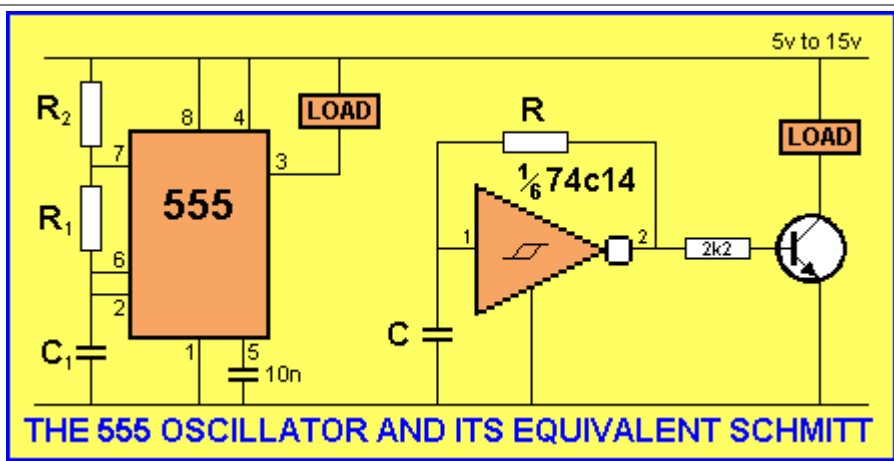 5v to 15v
R2
8
4
LOAD
7
3
555
R1
6
2
C1
1
5
10n
R
1/6 74c14
1
2
C
2k2
LOAD
THE 555 OSCILLATOR AND ITS EQUIVALENT SCHMITT